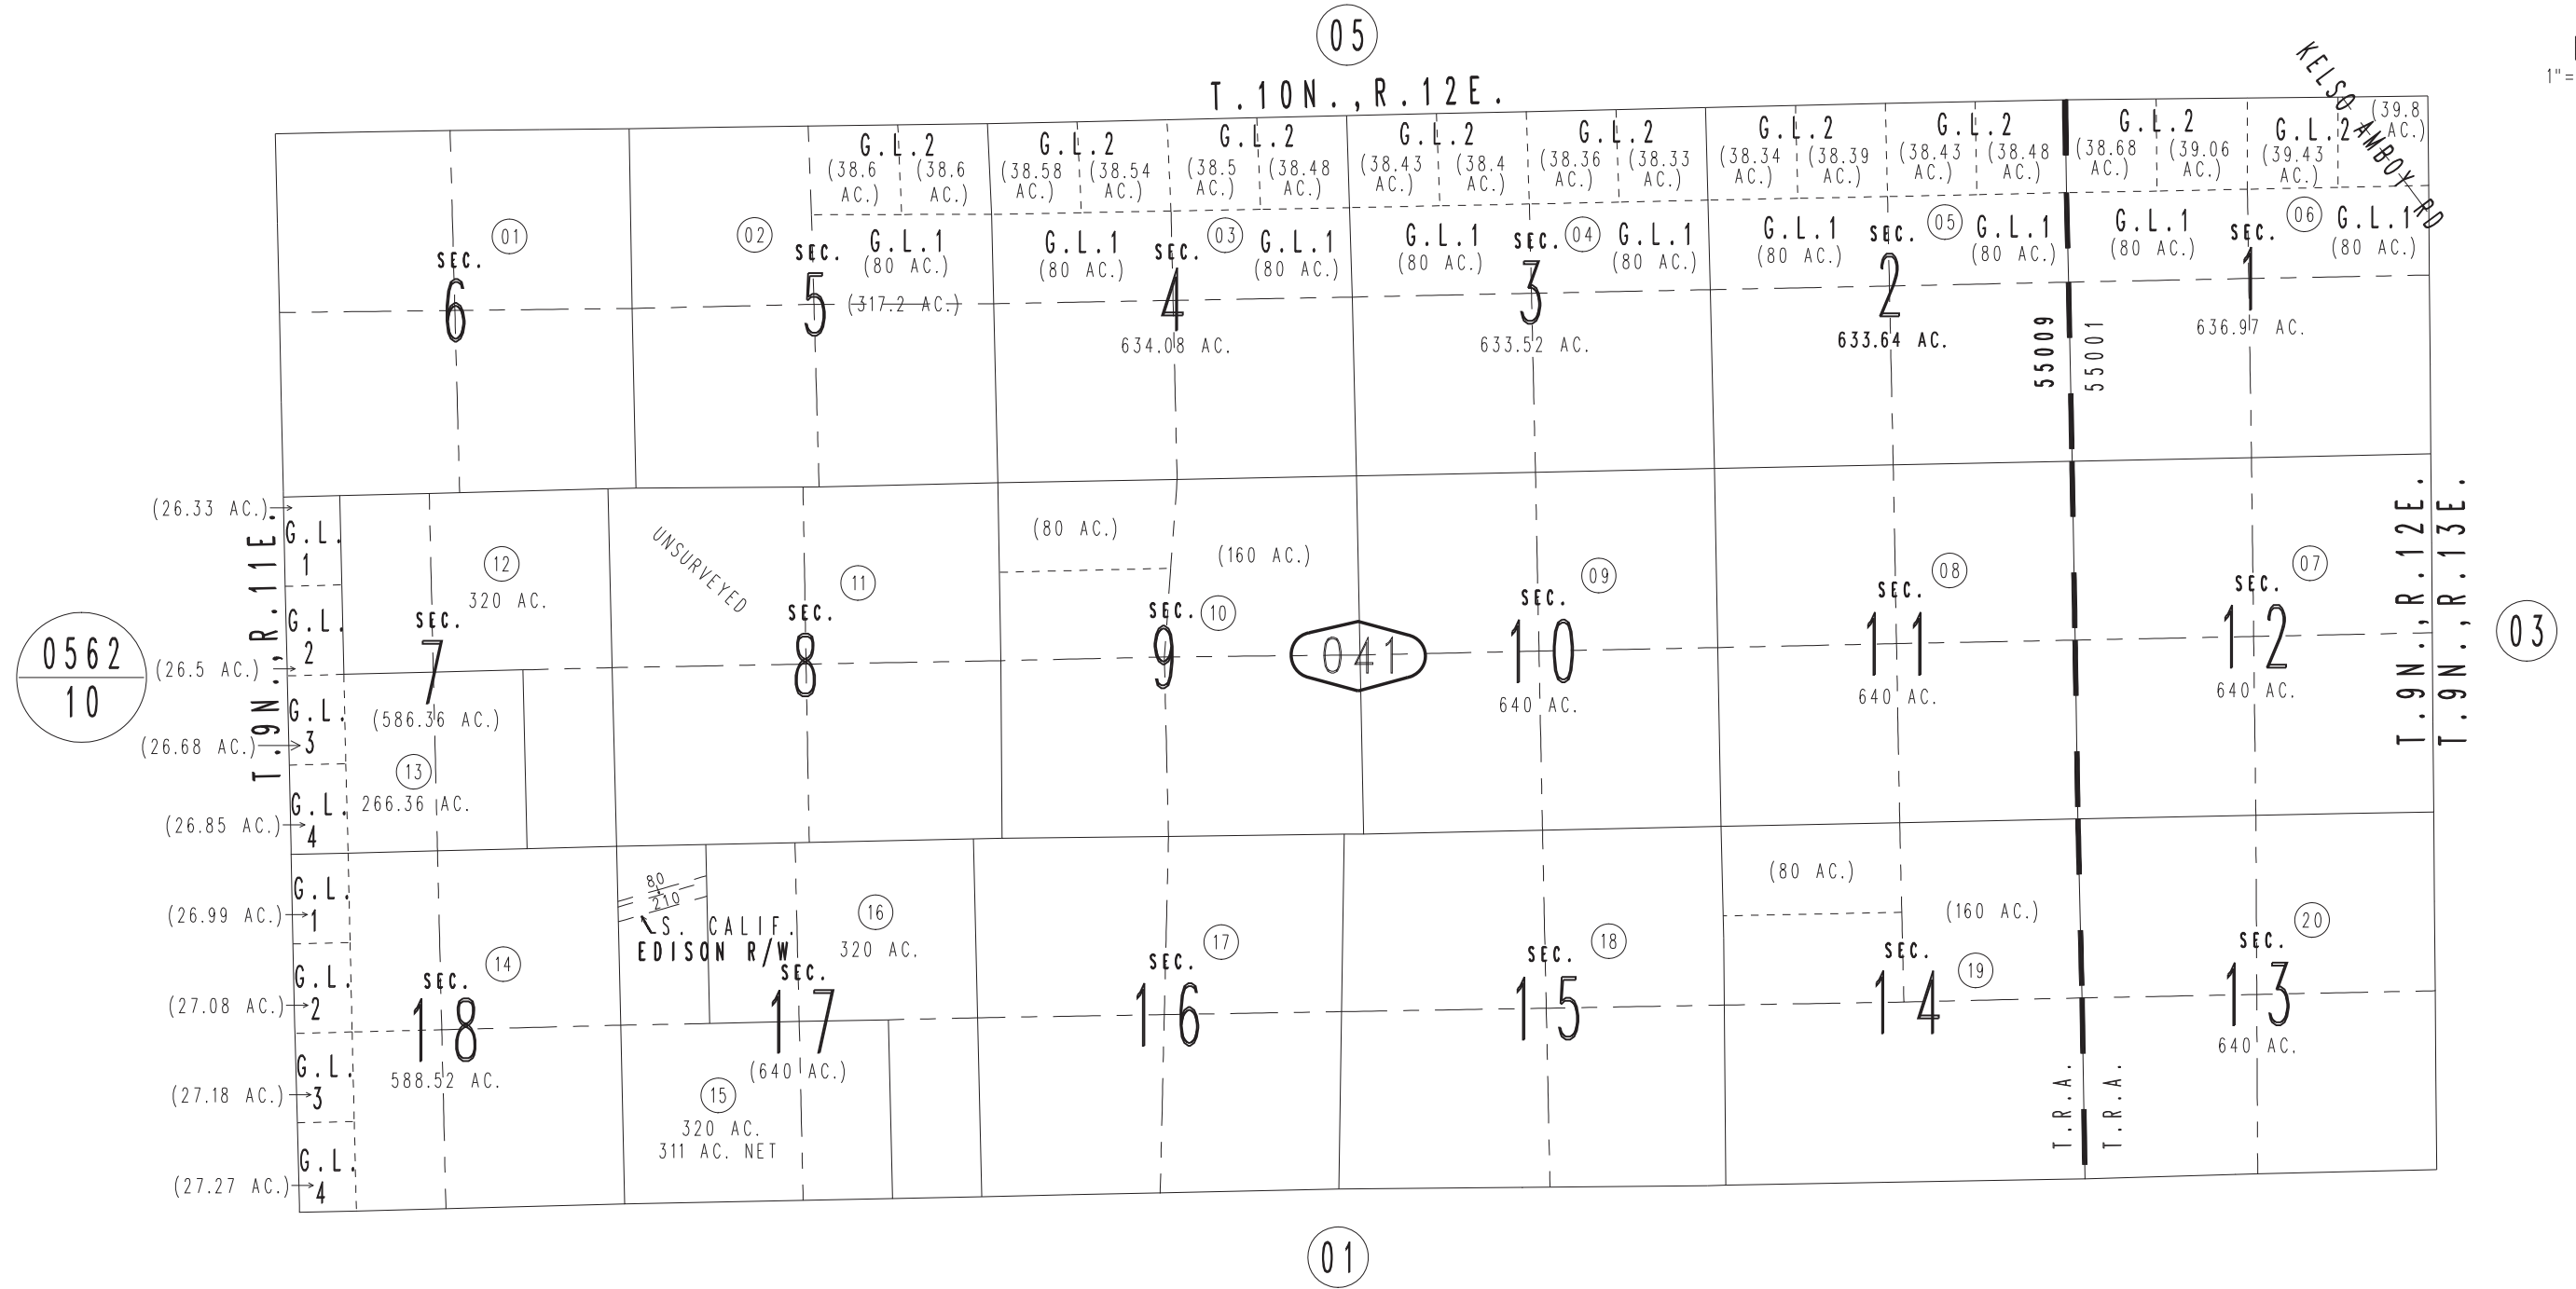 05
T.10N.,R.12E.
KELSO AMBOY RD
1"=
G.L.2
(38.6 AC.)
(38.6 AC.)
G.L.2
(38.58 AC.)
(38.54 AC.)
G.L.2
(38.5 AC.)
(38.48 AC.)
G.L.2
(38.43 AC.)
(38.4 AC.)
G.L.2
(38.36 AC.)
(38.33 AC.)
G.L.2
(38.34 AC.)
(38.39 AC.)
G.L.2
(38.43 AC.)
(38.48 AC.)
G.L.2
(38.68 AC.)
(39.06 AC.)
G.L.2
(39.43 AC.)
(39.8 AC.)
01
SEC.
6
02
SEC.
5
G.L.1
(80 AC.)
(317.2 AC.)
G.L.1
(80 AC.)
SEC.
4
03
G.L.1
(80 AC.)
634.08 AC.
G.L.1
(80 AC.)
SEC.
3
04
G.L.1
(80 AC.)
633.52 AC.
G.L.1
(80 AC.)
SEC.
2
05
G.L.1
(80 AC.)
633.64 AC.
55009
55001
G.L.1
(80 AC.)
SEC.
1
06
G.L.1
(80 AC.)
636.97 AC.
0562
10
T.9N.,R.11E.
(26.33 AC.)
G.L.
1
(26.5 AC.)
G.L.
2
(26.68 AC.)
G.L.
3
(26.85 AC.)
G.L.
4
12
320 AC.
SEC.
7
(586.36 AC.)
13
266.36 AC.
UNSURVEYED
11
SEC.
8
(80 AC.)
(160 AC.)
SEC.
9
10
041
09
SEC.
10
640 AC.
08
SEC.
11
640 AC.
07
SEC.
12
640 AC.
T.9N.,R.12E.
T.9N.,R.13E.
03
(26.99 AC.)
G.L.
1
(27.08 AC.)
G.L.
2
(27.18 AC.)
G.L.
3
(27.27 AC.)
G.L.
4
14
SEC.
18
588.52 AC.
80
210
S. CALIF.
EDISON R/W
16
320 AC.
SEC.
17
(640 AC.)
15
320 AC.
311 AC. NET
17
SEC.
16
18
SEC.
15
(80 AC.)
(160 AC.)
SEC.
14
19
T.R.A.
T.R.A.
20
SEC.
13
640 AC.
01